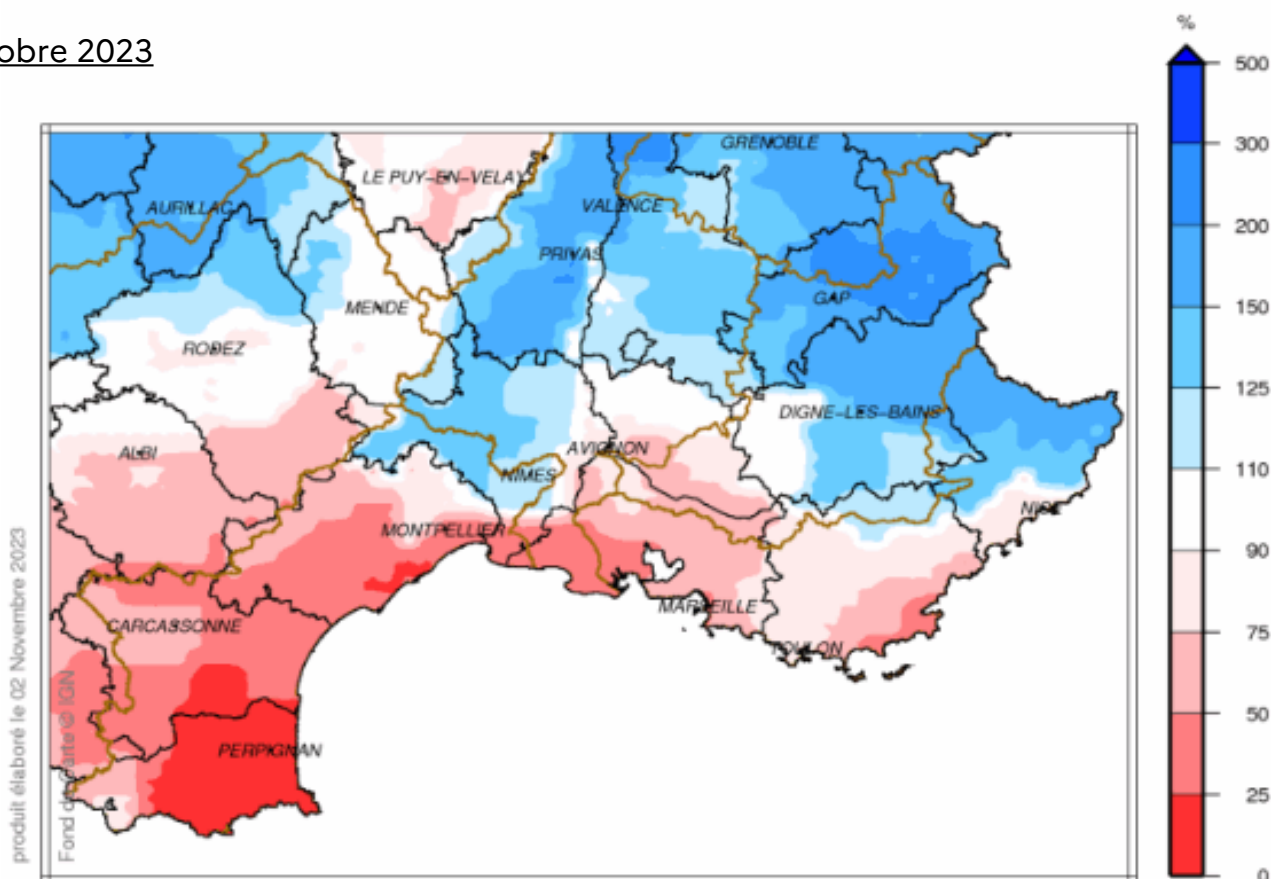 obre 2023
%
500
300
200
150
125
110
90
75
50
25
0
GRENOBLE
LE PUY-EN-VELAY
AURILLAC
VALENCE
PRIVAS
GAP
MENDE
RODEZ
DIGNE-LES-BAINS
ALBI
AVIGNON
NIMES
NICE
MONTPELLIER
MARSEILLE
CARCASSONNE
TOULON
PERPIGNAN
produit élaboré le 02 Novembre 2023
Fond de carte © IGN